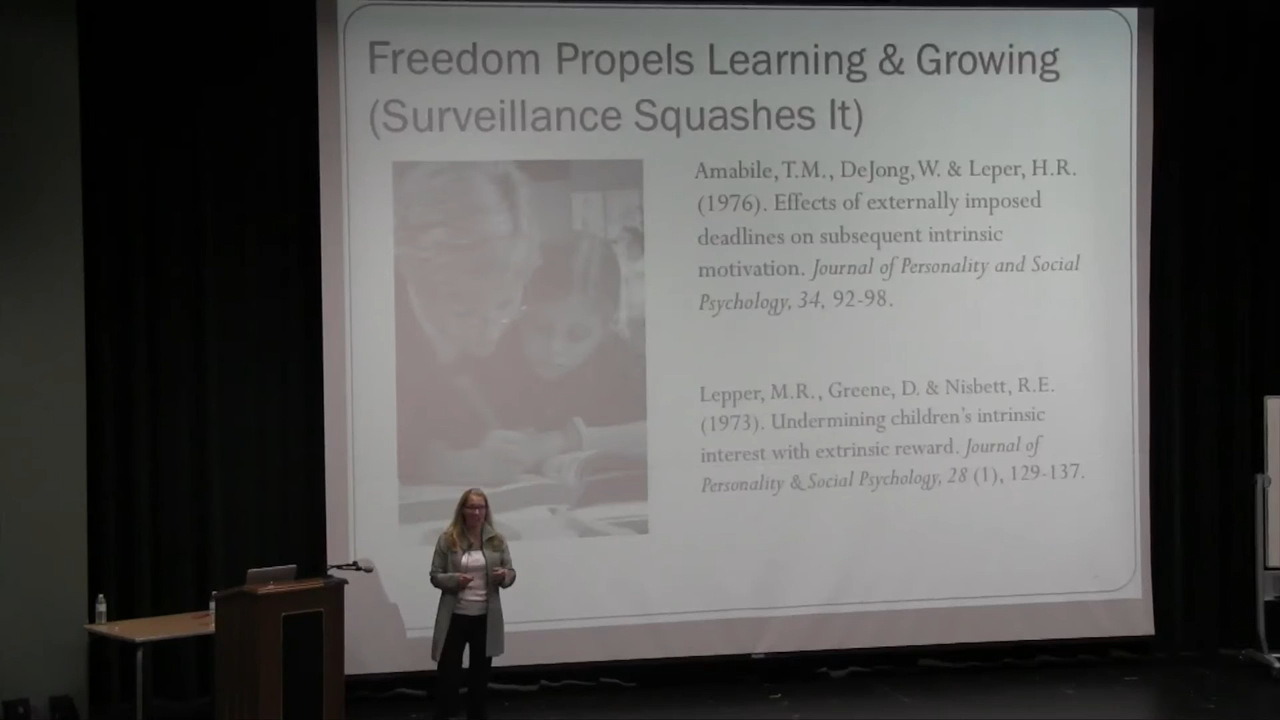 Freedom Propels Learning & Growing
(Surveillance Squashes It)
Amabile, T.M., DeJong, W. & Leper, H.R.
(1976). Effects of externally imposed
deadlines on subsequent intrinsic
motivation. Journal of Personality and Social
Psychology, 34, 92-98.
Lepper, M.R., Greene, D. & Nisbett, R.E.
(1973). Undermining children's intrinsic
interest with extrinsic reward. Journal of
Personality & Social Psychology, 28 (1), 129-137.